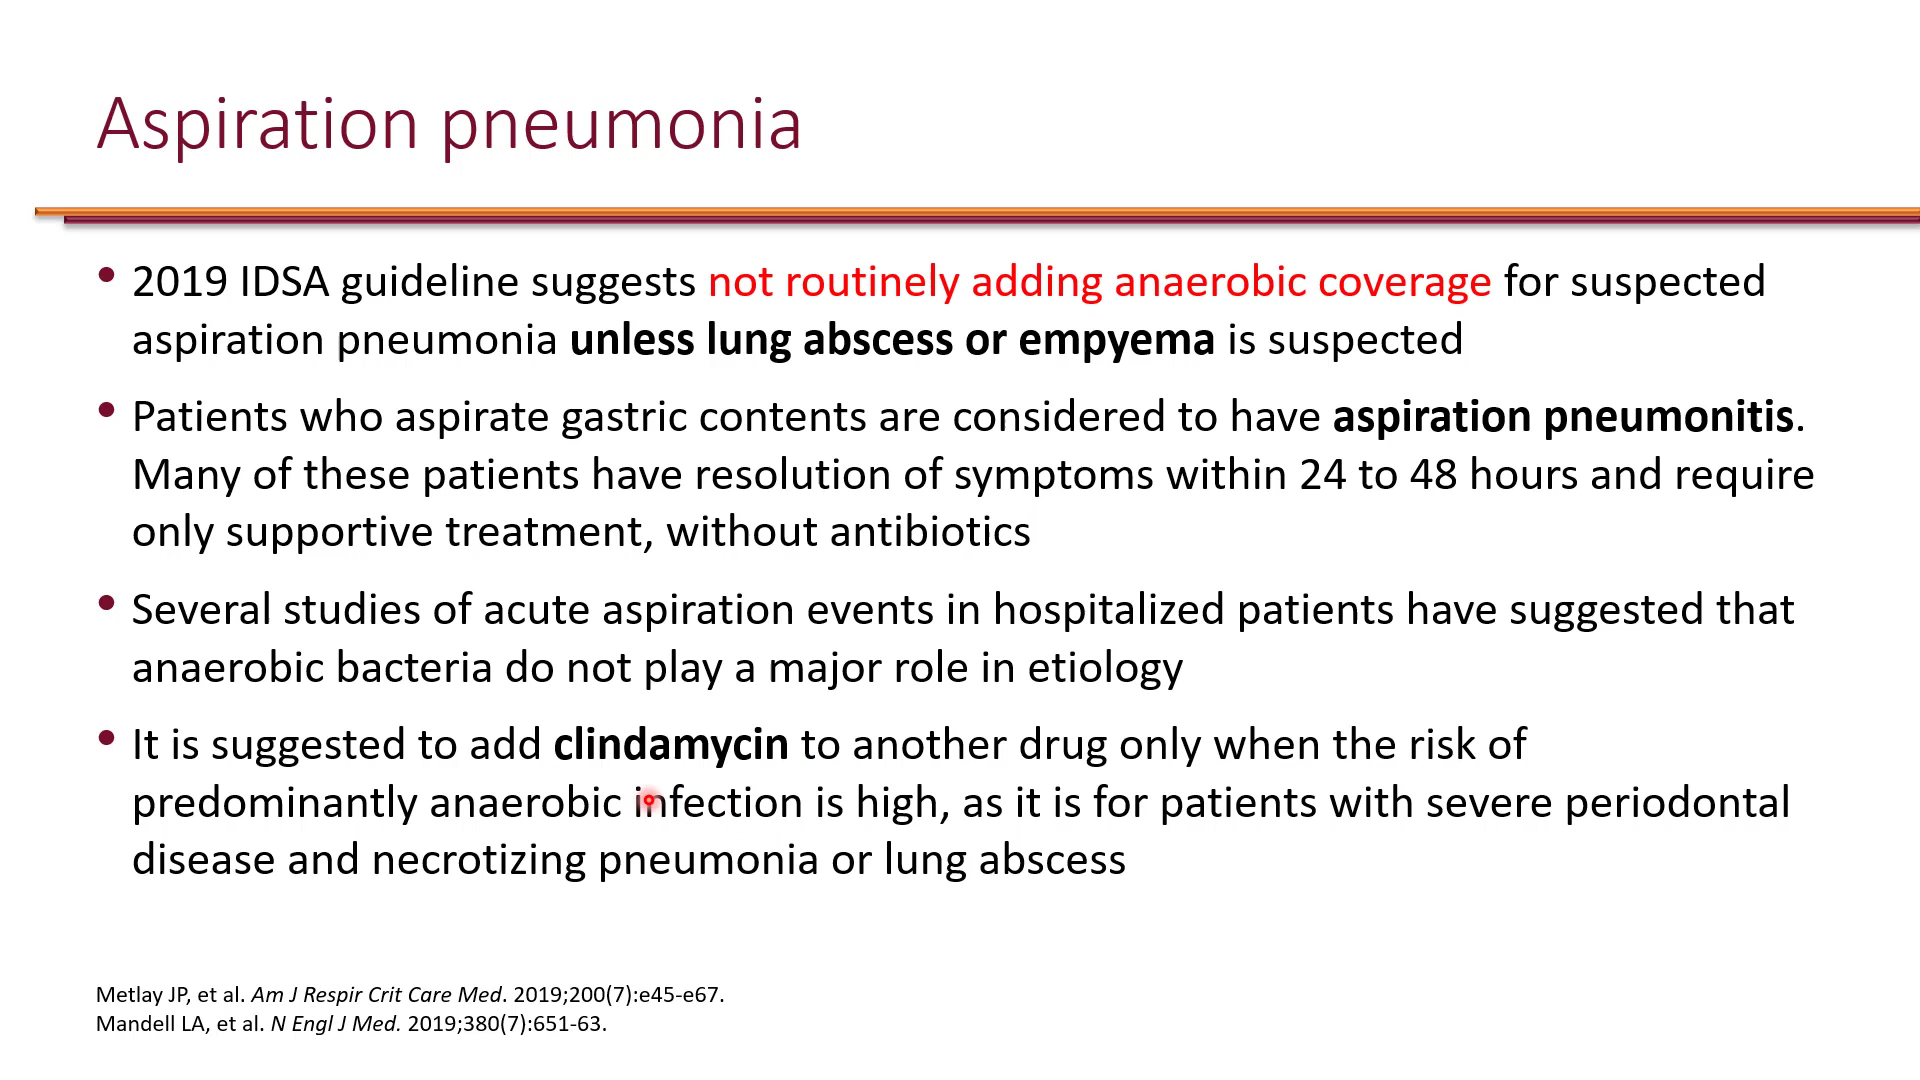 Aspiration pneumonia
• 2019 IDSA guideline suggests not routinely adding anaerobic coverage for suspected
aspiration pneumonia unless lung abscess or empyema is suspected
• Patients who aspirate gastric contents are considered to have aspiration pneumonitis.
Many of these patients have resolution of symptoms within 24 to 48 hours and require
only supportive treatment, without antibiotics
• Several studies of acute aspiration events in hospitalized patients have suggested that
anaerobic bacteria do not play a major role in etiology
• It is suggested to add clindamycin to another drug only when the risk of
predominantly anaerobic infection is high, as it is for patients with severe periodontal
disease and necrotizing pneumonia or lung abscess
Metlay JP, et al. Am J Respir Crit Care Med. 2019;200(7):e45-e67.
Mandell LA, et al. N Engl J Med. 2019;380(7):651-63.